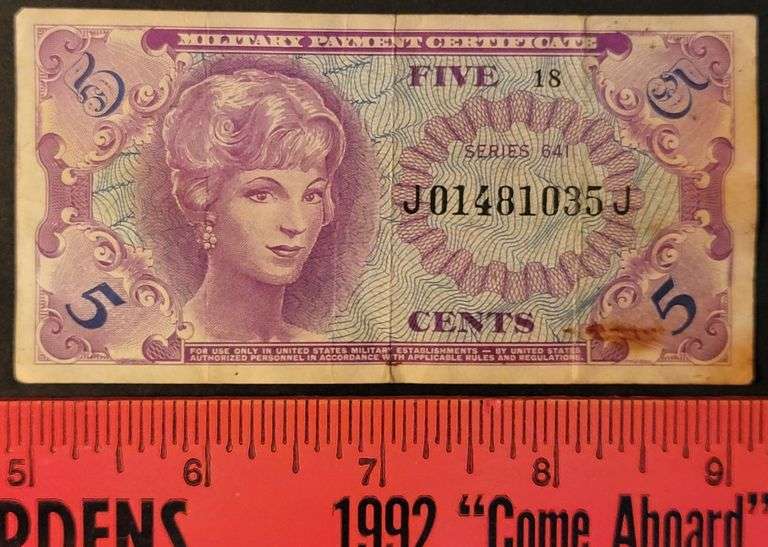 MILITARY PAYMENT CERTIFICATE
5 FIVE 18 5
SERIES 641
J01481035J
5 CENTS 5
FOR USE ONLY IN UNITED STATES MILITARY ESTABLISHMENTS — BY UNITED STATES
AUTHORIZED PERSONNEL IN ACCORDANCE WITH APPLICABLE RULES AND REGULATIONS.
5 6 7 8 9
RDENS 1992 "Come Aboard"